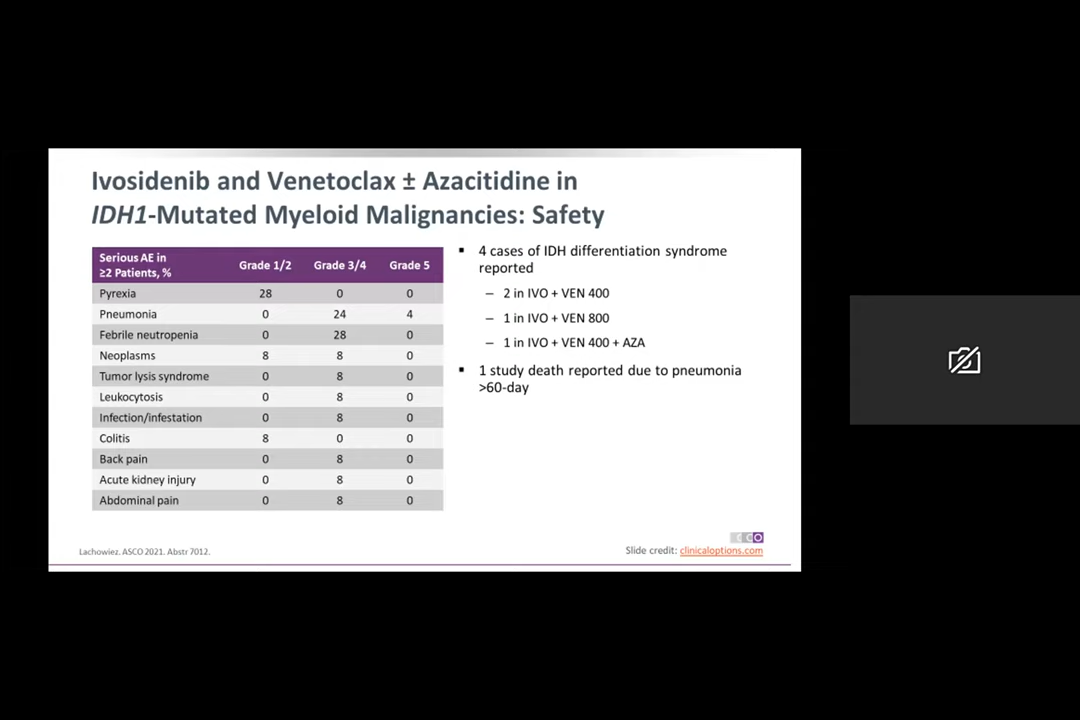 Ivosidenib and Venetoclax ± Azacitidine in
IDH1-Mutated Myeloid Malignancies: Safety
Serious AE in
≥2 Patients, %
Grade 1/2
Grade 3/4
Grade 5
Pyrexia 28 0 0
Pneumonia 0 24 4
Febrile neutropenia 0 28 0
Neoplasms 8 8 0
Tumor lysis syndrome 0 8 0
Leukocytosis 0 8 0
Infection/infestation 0 8 0
Colitis 8 0 0
Back pain 0 8 0
Acute kidney injury 0 8 0
Abdominal pain 0 8 0
▪ 4 cases of IDH differentiation syndrome
reported
– 2 in IVO + VEN 400
– 1 in IVO + VEN 800
– 1 in IVO + VEN 400 + AZA
▪ 1 study death reported due to pneumonia
>60-day
Lachowiez. ASCO 2021. Abstr 7012.
Slide credit: clinicaloptions.com